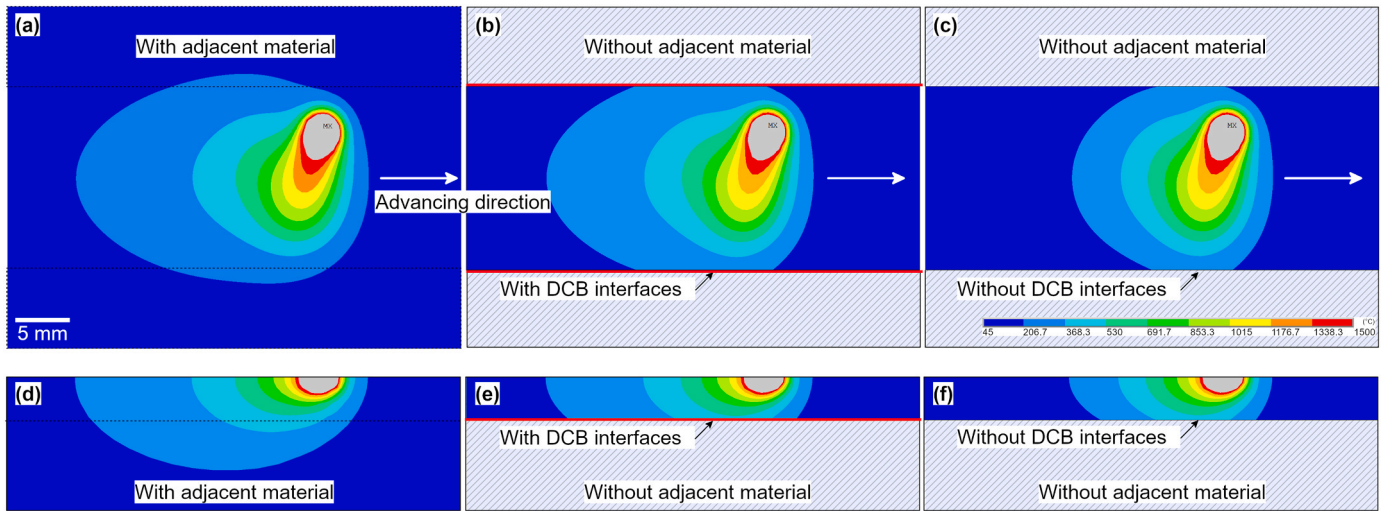 (a)
With adjacent material
(b)
Without adjacent material
(c)
Without adjacent material
MX
MX
MX
Advancing direction
With DCB interfaces
Without DCB interfaces
5 mm
(°C)
45 206.7 368.3 530 691.7 853.3 1015 1176.7 1338.3 1500
(d)
With adjacent material
(e)
With DCB interfaces
Without adjacent material
(f)
Without DCB interfaces
Without adjacent material